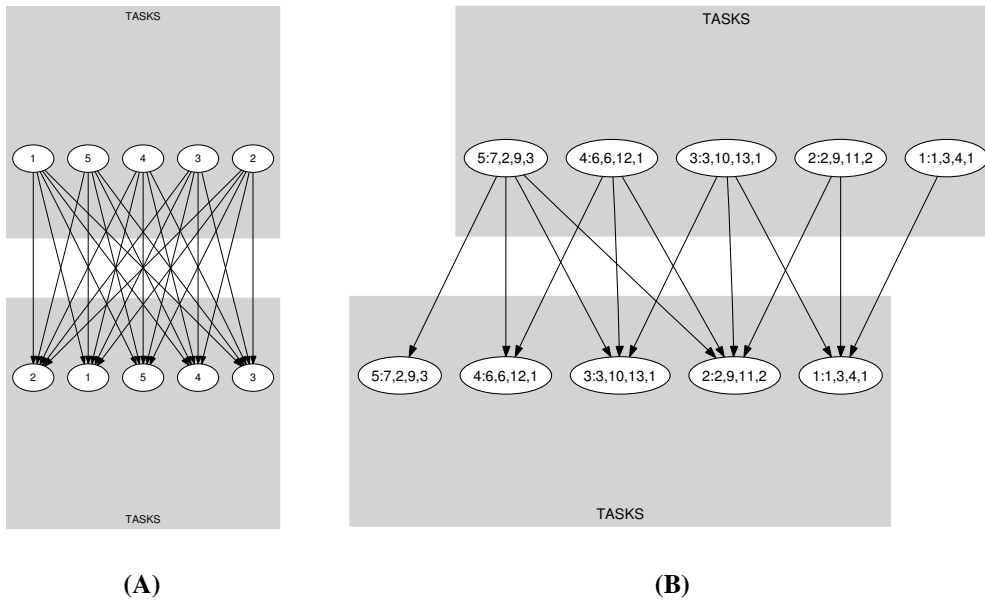 TASKS
1 5 4 3 2
2 1 5 4 3
TASKS
(A)
TASKS
5:7,2,9,3 4:6,6,12,1 3:3,10,13,1 2:2,9,11,2 1:1,3,4,1
5:7,2,9,3 4:6,6,12,1 3:3,10,13,1 2:2,9,11,2 1:1,3,4,1
TASKS
(B)